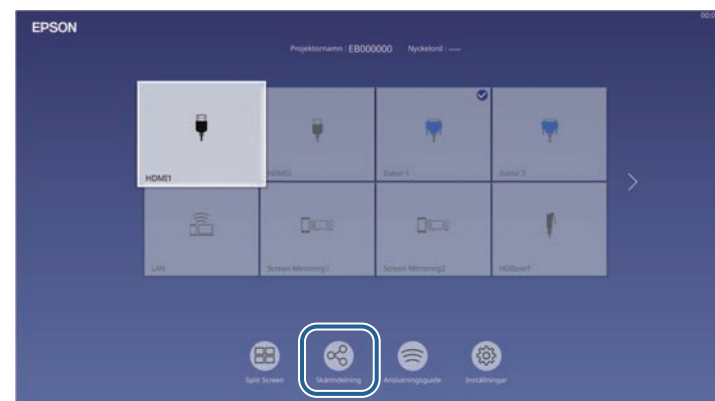 EPSON
Projektornamn : EB000000 Nyckelord : ----
HDMI1
HDMI2
Dator 1
Dator 2
LAN
Screen Mirroring1
Screen Mirroring2
HDBaseT
Split Screen
Skärmdelning
Anslutningsguide
Inställningar